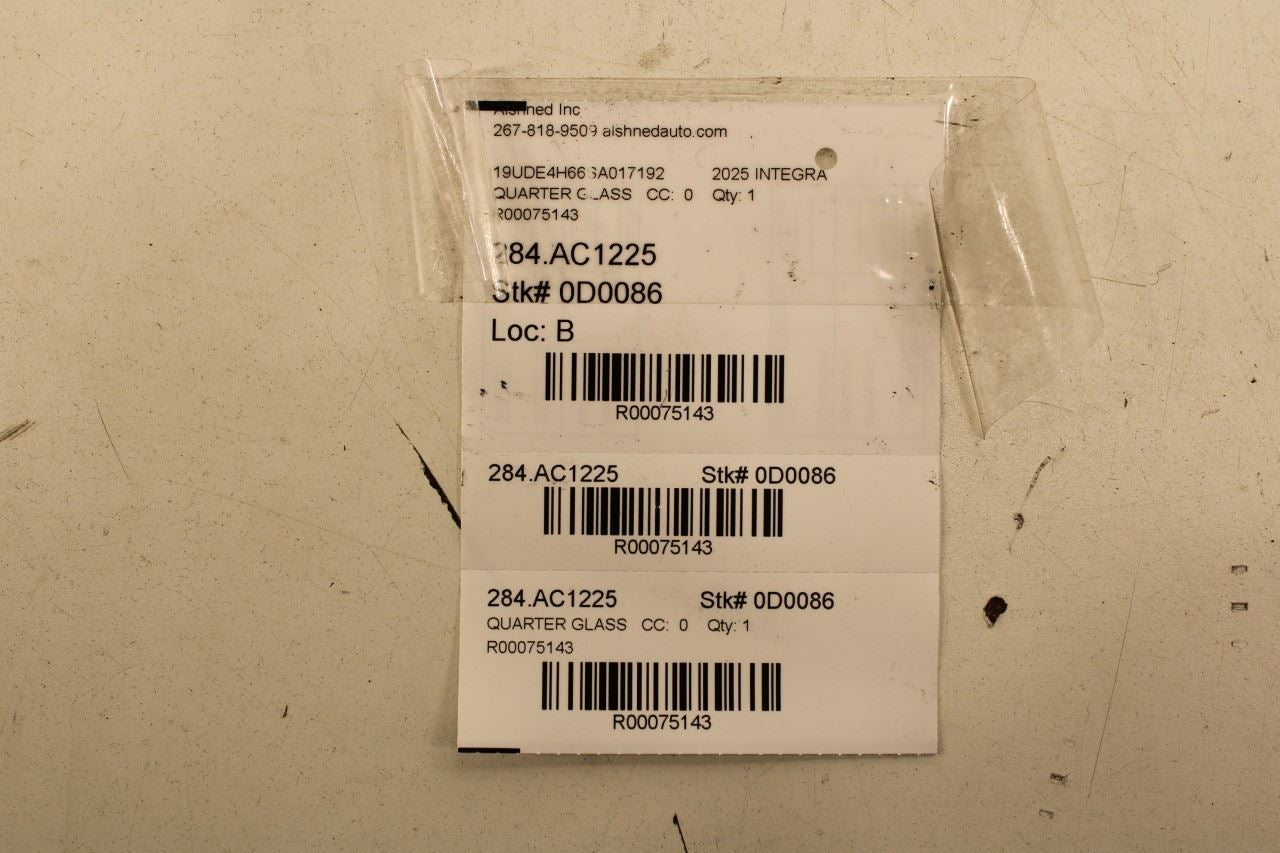 Aishned Inc
267-818-9509 aishnedauto.com
19UDE4H66SA017192 2025 INTEGRA
QUARTER GLASS CC: 0 Qty: 1
R00075143
284.AC1225
Stk# 0D0086
Loc: B
R00075143
284.AC1225 Stk# 0D0086
R00075143
284.AC1225 Stk# 0D0086
QUARTER GLASS CC: 0 Qty: 1
R00075143
R00075143